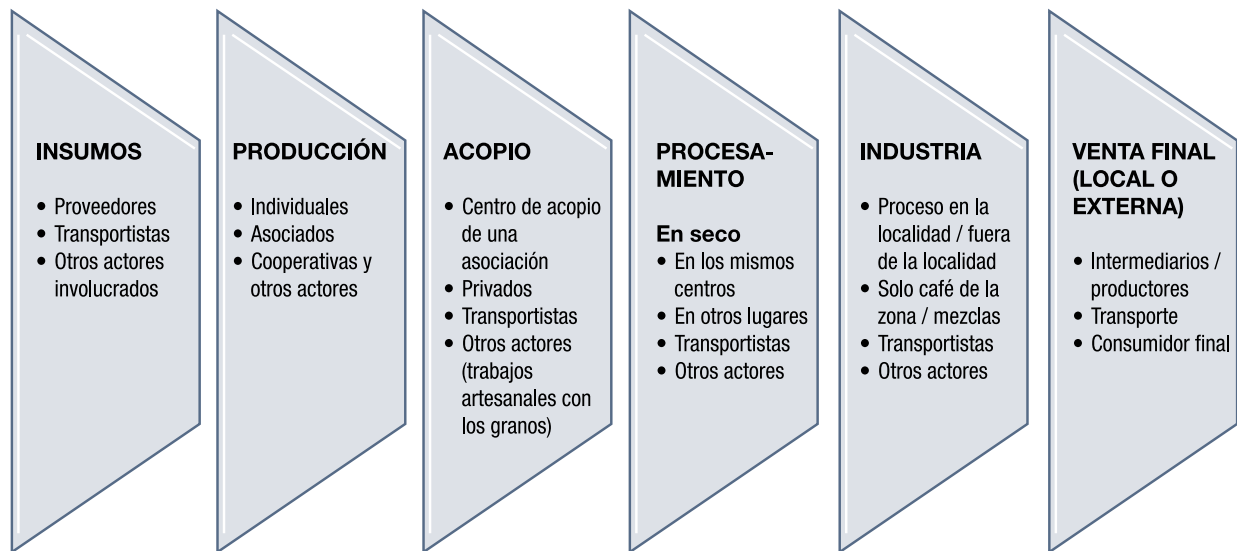 INSUMOS
• Proveedores
• Transportistas
• Otros actores
involucrados
PRODUCCIÓN
• Individuales
• Asociados
• Cooperativas y
otros actores
ACOPIO
• Centro de acopio
de una
asociación
• Privados
• Transportistas
• Otros actores
(trabajos
artesanales con
los granos)
PROCESA-
MIENTO
En seco
• En los mismos
centros
• En otros lugares
• Transportistas
• Otros actores
INDUSTRIA
• Proceso en la
localidad / fuera
de la localidad
• Solo café de la
zona / mezclas
• Transportistas
• Otros actores
VENTA FINAL
(LOCAL O
EXTERNA)
• Intermediarios /
productores
• Transporte
• Consumidor final